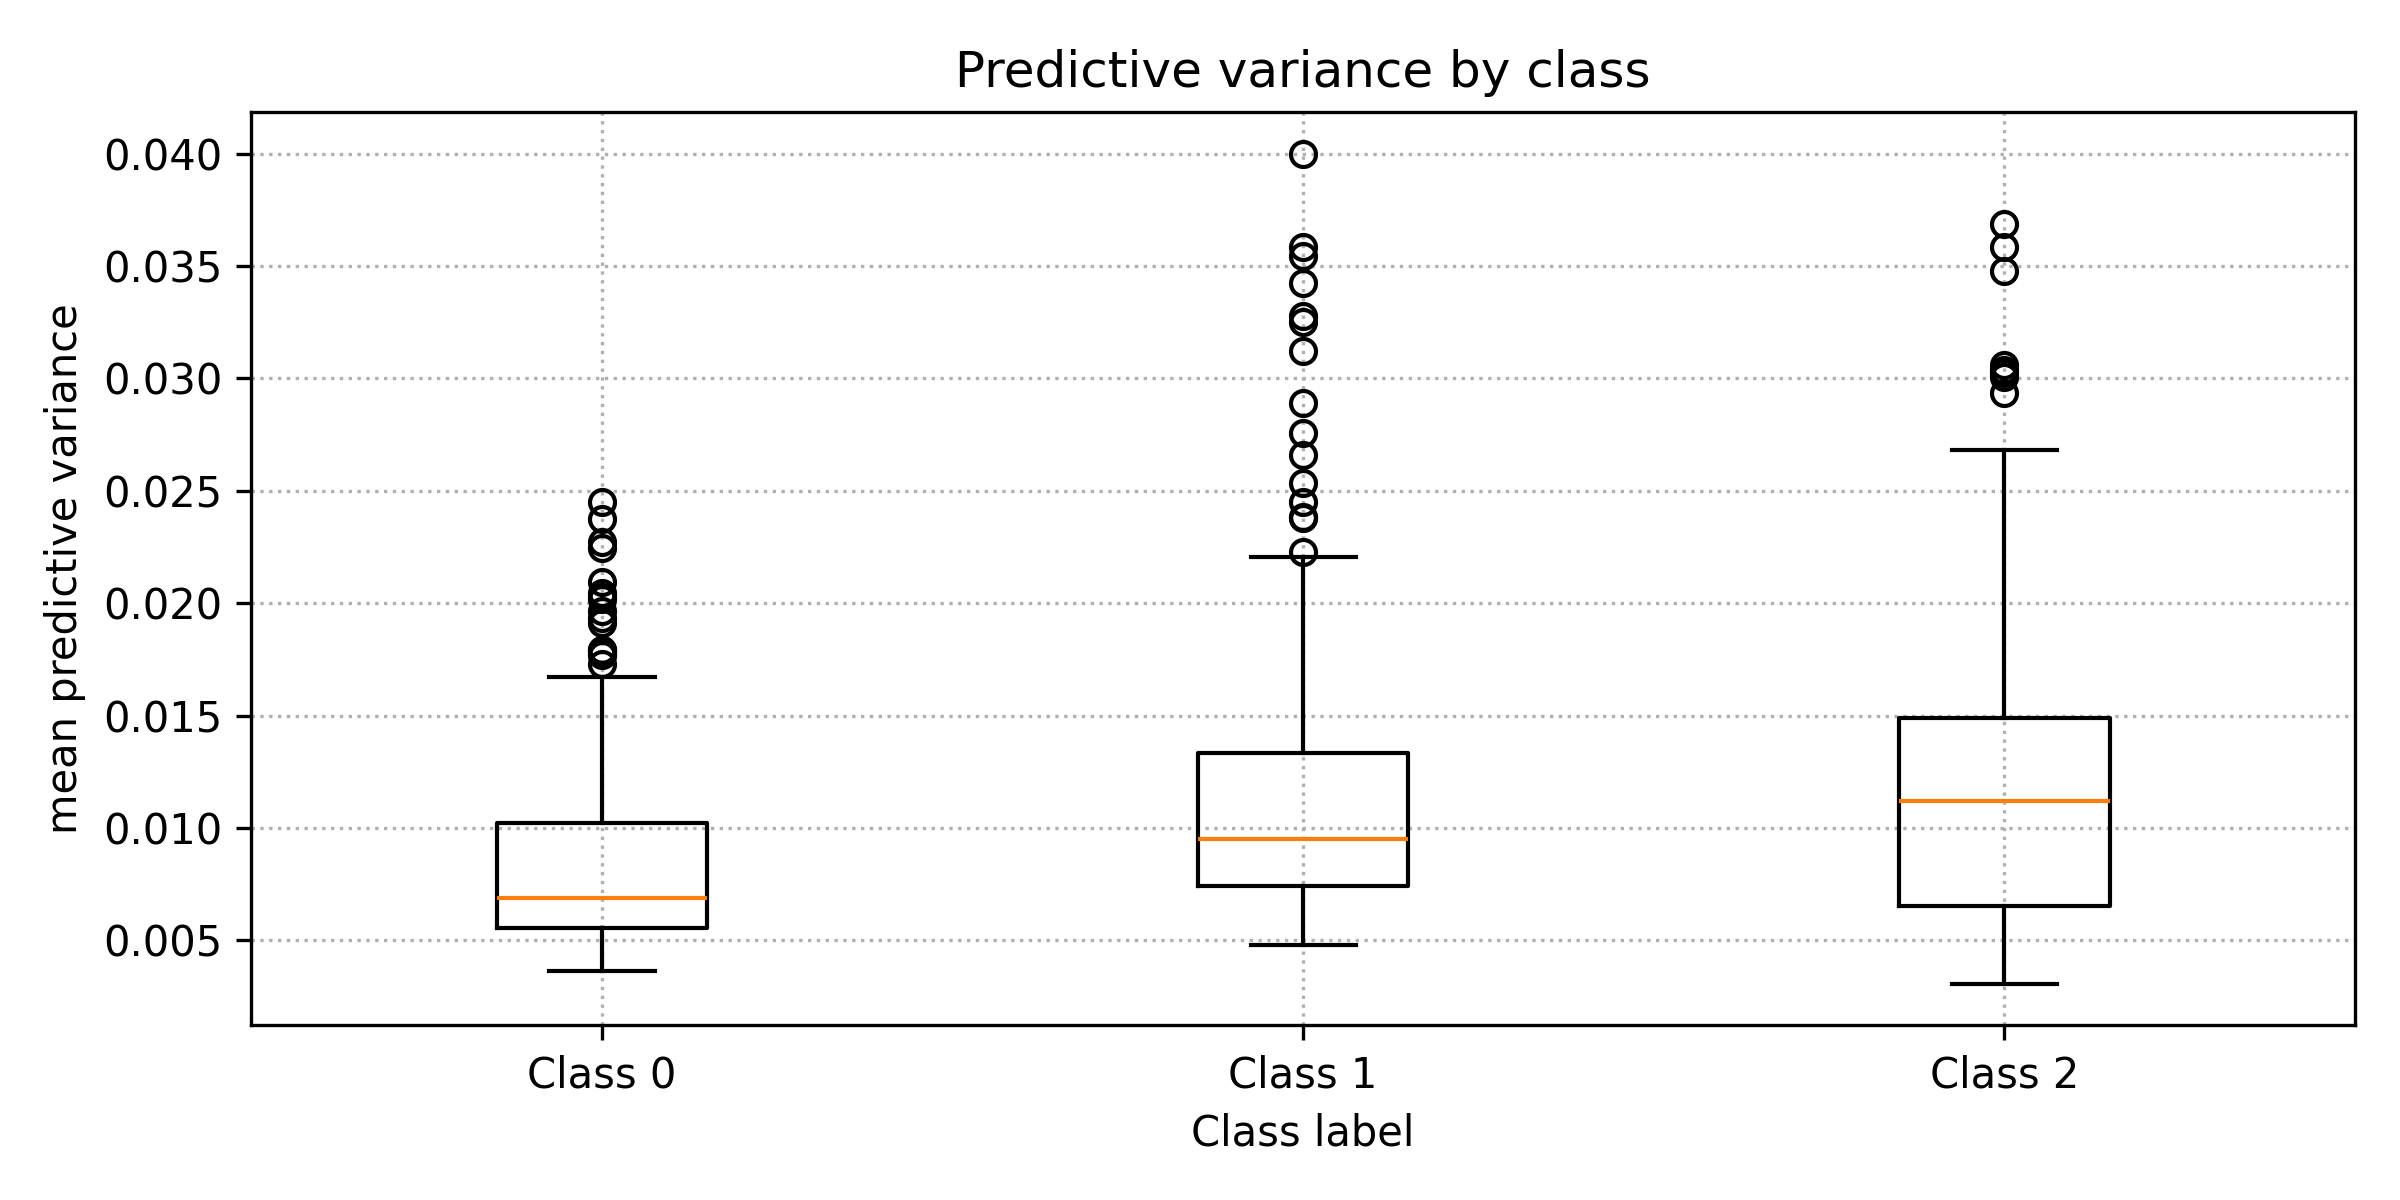 Predictive variance by class
0.040
0.035
0.030
0.025
0.020
0.015
0.010
0.005
mean predictive variance
Class 0
Class 1
Class 2
Class label